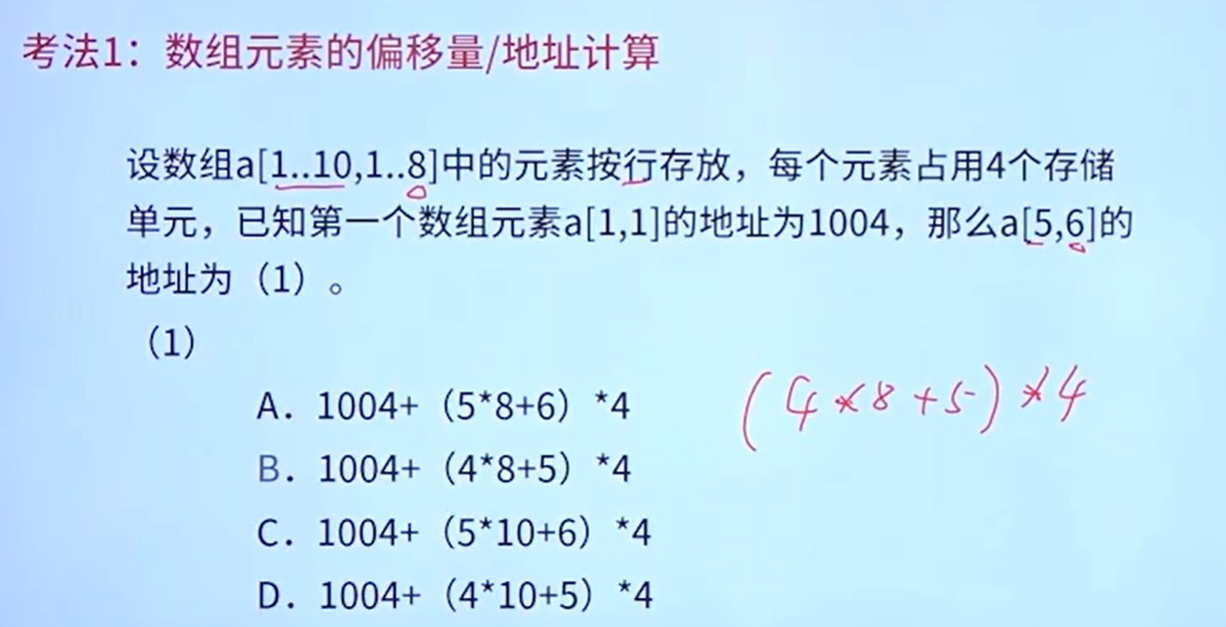 考法1：数组元素的偏移量/地址计算
设数组a[1..10,1..8]中的元素按行存放，每个元素占用4个存储
单元，已知第一个数组元素a[1,1]的地址为1004，那么a[5,6]的
地址为（1）。
（1）
A．1004+（5*8+6）*4
(4*8+5)*4
B．1004+（4*8+5）*4
C．1004+（5*10+6）*4
D．1004+（4*10+5）*4